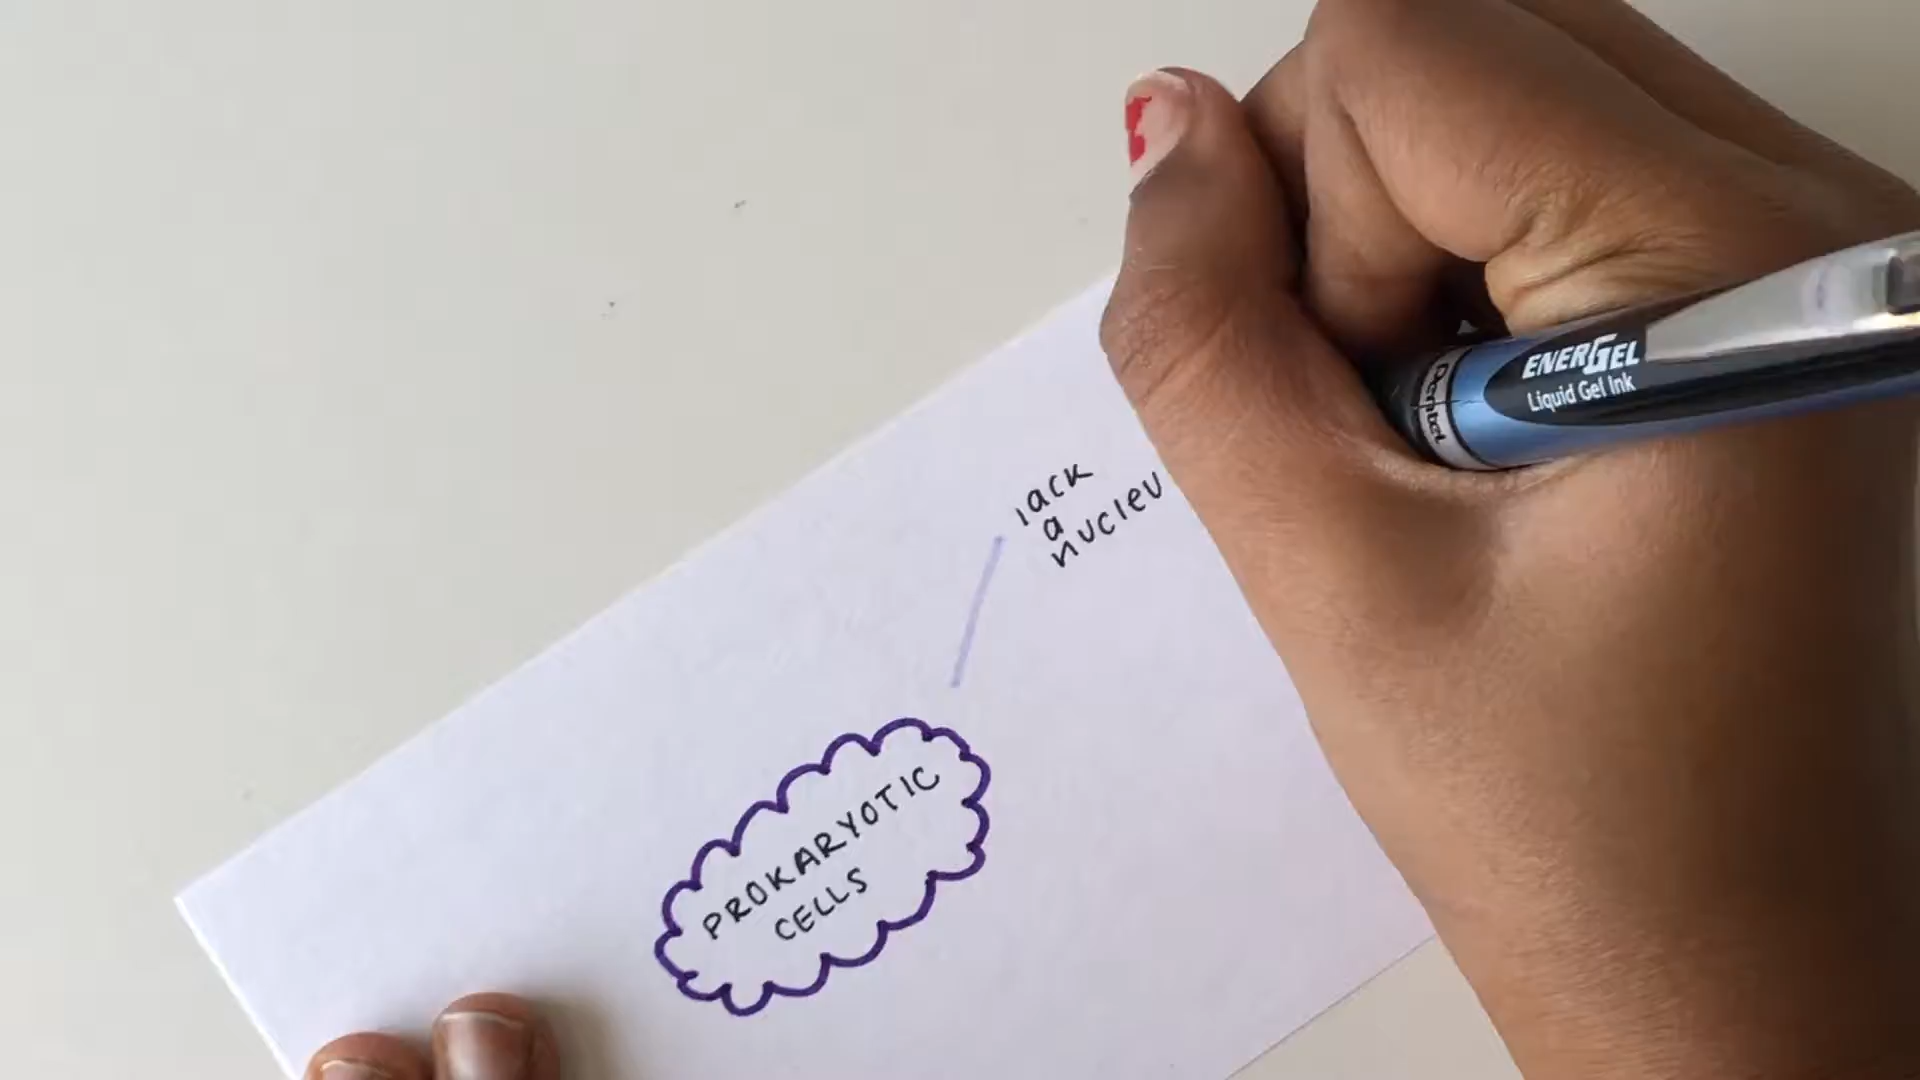 lack
a
nucleu
PROKARYOTIC
CELLS
ENERGEL
Liquid Gel Ink
Pentel